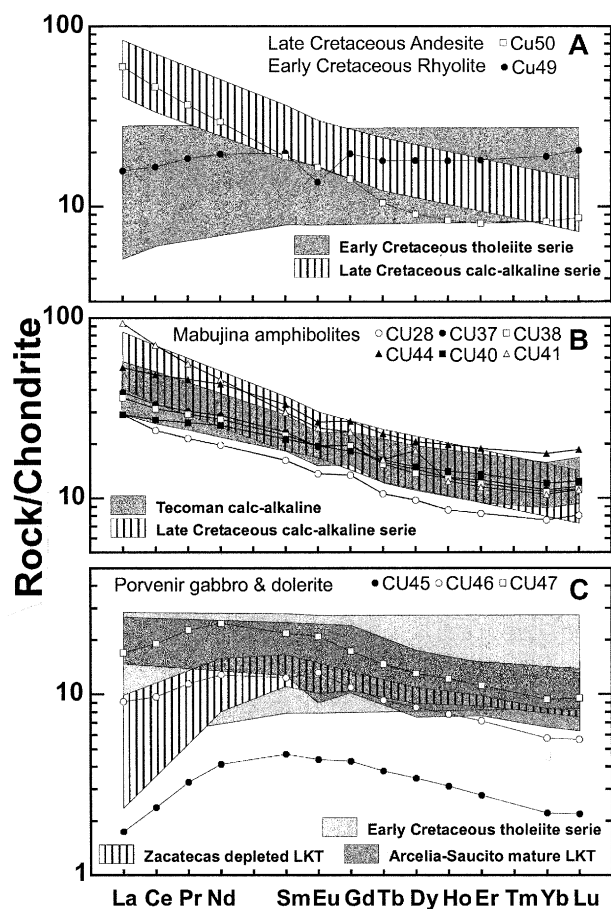 100
Late Cretaceous Andesite Cu50 A
Early Cretaceous Rhyolite Cu49
10
Early Cretaceous tholeiite serie
Late Cretaceous calc-alkaline serie
100
Mabujina amphibolites CU28 CU37 CU38 B
CU44 CU40 CU41
Rock/Chondrite
10
Tecoman calc-alkaline
Late Cretaceous calc-alkaline serie
Porvenir gabbro & dolerite CU45 CU46 CU47 C
10
Early Cretaceous tholeiite serie
Zacatecas depleted LKT Arcelia-Saucito mature LKT
1
La Ce Pr Nd Sm Eu Gd Tb Dy Ho Er Tm Yb Lu